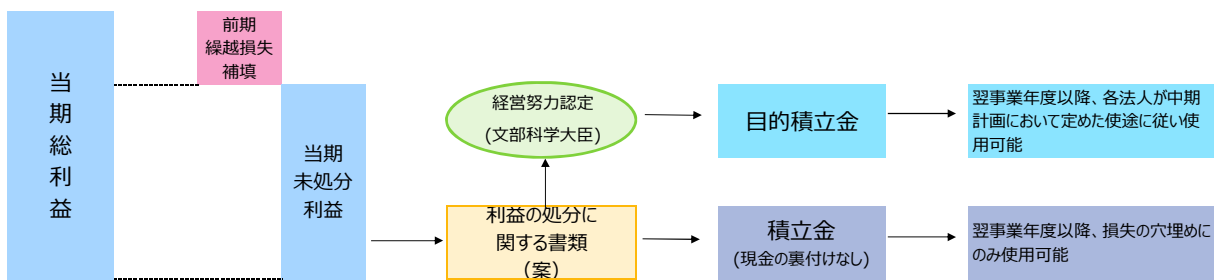 当
期
総
利
益
前期
繰越損失
補填
当期
未処分
利益
経営努力認定
(文部科学大臣)
利益の処分に
関する書類
（案）
目的積立金
翌事業年度以降、各法人が中期
計画において定めた使途に従い使
用可能
積立金
(現金の裏付けなし)
翌事業年度以降、損失の穴埋めに
のみ使用可能